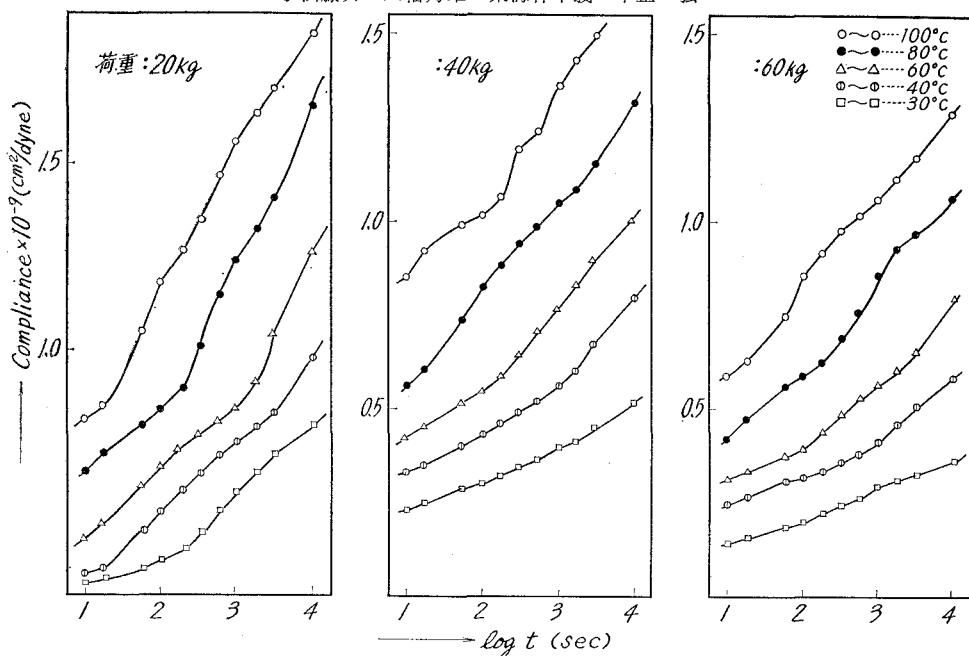 荷重:20kg
:40kg
:60kg
○~○----100°C
●~●----80°C
△~△----60°C
⏀~⏀----40°C
□~□----30°C
Compliance×10⁻⁹(cm²/dyne)
1.5
1.0
1.5
1.0
0.5
1.5
1.0
0.5
1 2 3 4
1 2 3 4
1 2 3 4
log t (sec)